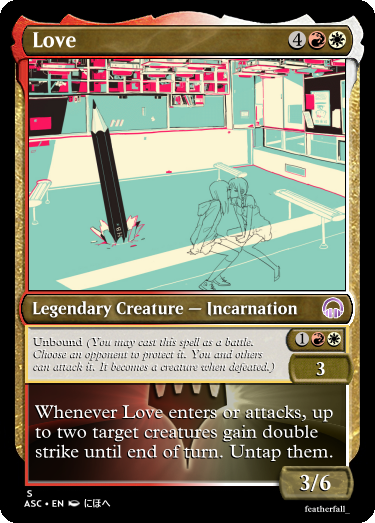 Love 4
Legendary Creature — Incarnation
Unbound (You may cast this spell as a battle. 1
Choose an opponent to protect it. You and others
can attack it. It becomes a creature when defeated.) 3
Whenever Love enters or attacks, up
to two target creatures gain double
strike until end of turn. Untap them.
3/6
S
ASC • EN にほへ
featherfall_